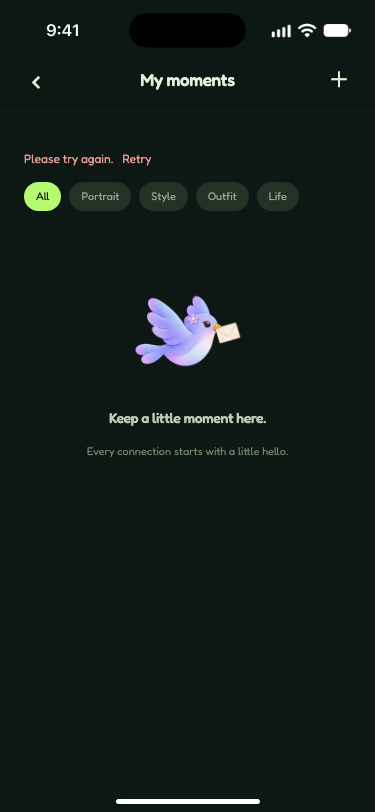 9:41
My moments
Please try again. Retry
All Portrait Style Outfit Life
Keep a little moment here.
Every connection starts with a little hello.